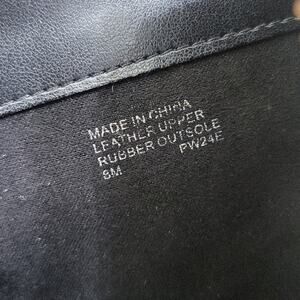 MADE IN CHINA
LEATHER UPPER
RUBBER OUTSOLE
8M PW24E